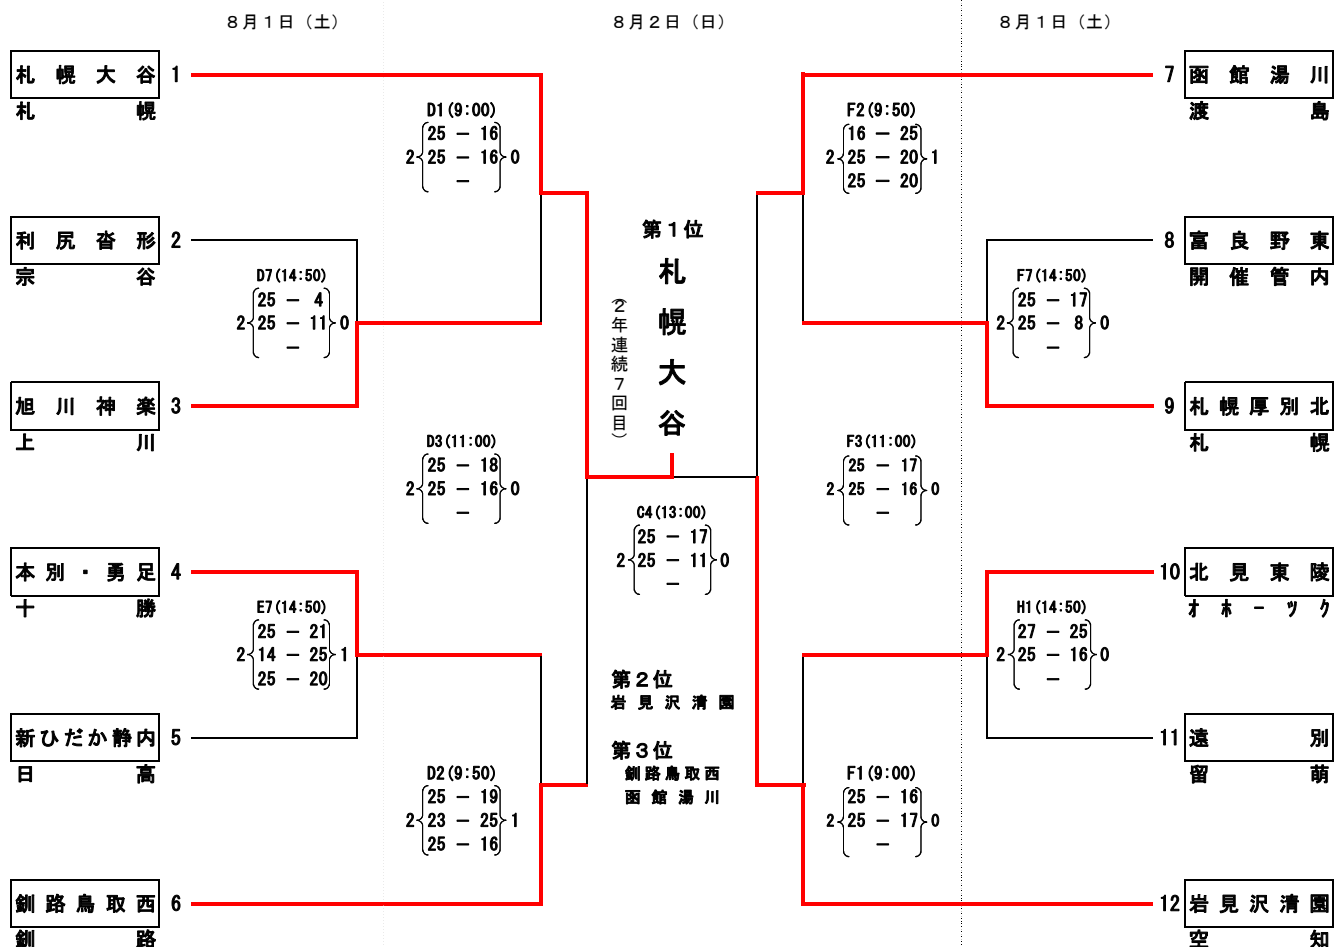 ８月１日（土）
８月２日（日）
８月１日（土）
札幌大谷 1
札幌
利尻沓形 2
宗谷
旭川神楽 3
上川
本別・勇足 4
十勝
新ひだか静内 5
日高
釧路鳥取西 6
釧路
D7(14:50)
25 － 4
2 25 － 11 0
－
E7(14:50)
25 － 21
2 14 － 25 1
25 － 20
D1(9:00)
25 － 16
2 25 － 16 0
－
D3(11:00)
25 － 18
2 25 － 16 0
－
D2(9:50)
25 － 19
2 23 － 25 1
25 － 16
第１位
札幌大谷
（２年連続７回目）
C4(13:00)
25 － 17
2 25 － 11 0
－
第２位
岩見沢清園
第３位
釧路鳥取西
函館湯川
F2(9:50)
16 － 25
2 25 － 20 1
25 － 20
F3(11:00)
25 － 17
2 25 － 16 0
－
F1(9:00)
25 － 16
2 25 － 17 0
－
F7(14:50)
25 － 17
2 25 － 8 0
－
H1(14:50)
27 － 25
2 25 － 16 0
－
7 函館湯川
渡島
8 富良野東
開催管内
9 札幌厚別北
札幌
10 北見東陵
ｵﾎｰﾂｸ
11 遠別
留萌
12 岩見沢清園
空知